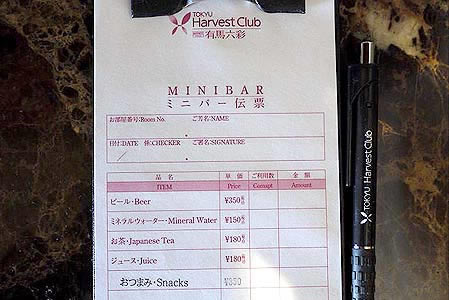 TOKYU
Harvest Club
有馬六彩
MINIBAR
ミニバー伝票
お部屋番号:Room No. ご芳名:NAME
日付:DATE 係:CHECKER ご署名:SIGNATURE
品名 単価 ご利用数 金額
ITEM Price Consupt Amount
ビール・Beer ¥350
ミネラルウォーター・Mineral Water ¥150
お茶・Japanese Tea ¥180
ジュース・Juice ¥180
おつまみ・Snacks ¥350
TOKYU Harvest Club